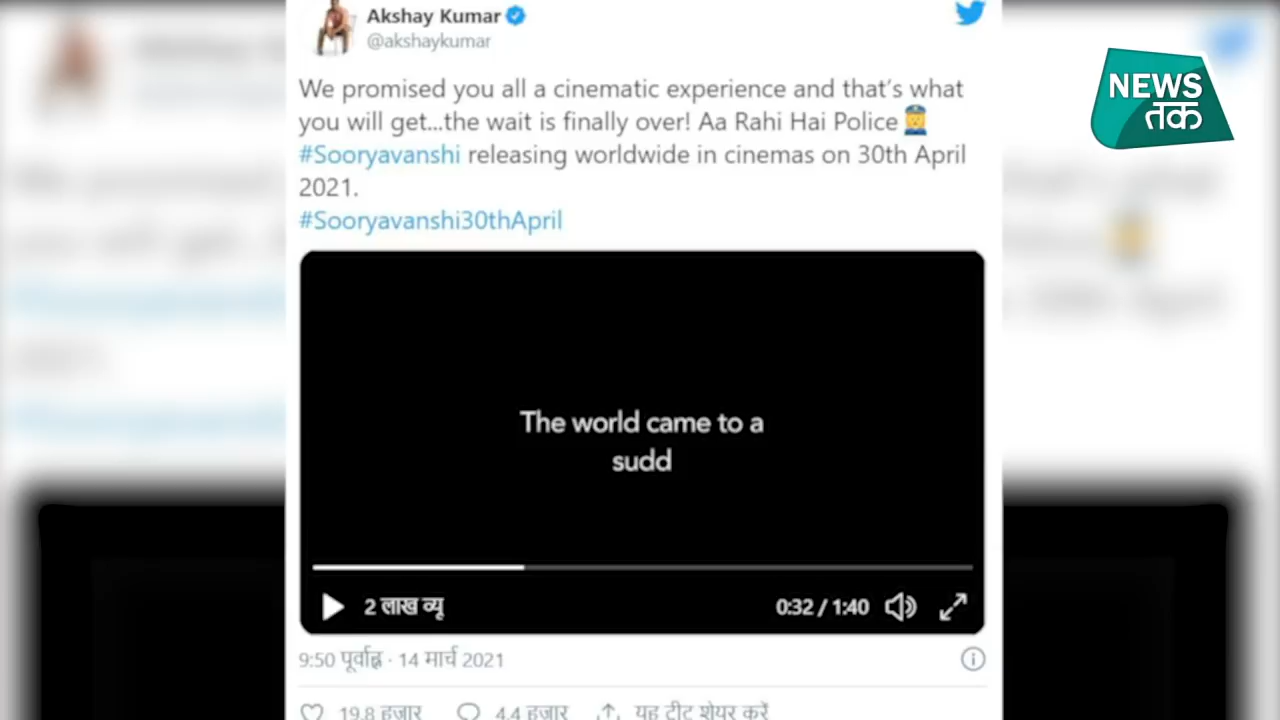 Akshay Kumar
@akshaykumar
NEWS
तक
We promised you all a cinematic experience and that's what
you will get...the wait is finally over! Aa Rahi Hai Police
#Sooryavanshi releasing worldwide in cinemas on 30th April
2021.
#Sooryavanshi30thApril
The world came to a
sudd
2 लाख व्यू
0:32 / 1:40
9:50 पूर्वाह्न · 14 मार्च 2021
19.8 हज़ार 4.4 हज़ार यह टीट शेयर करें